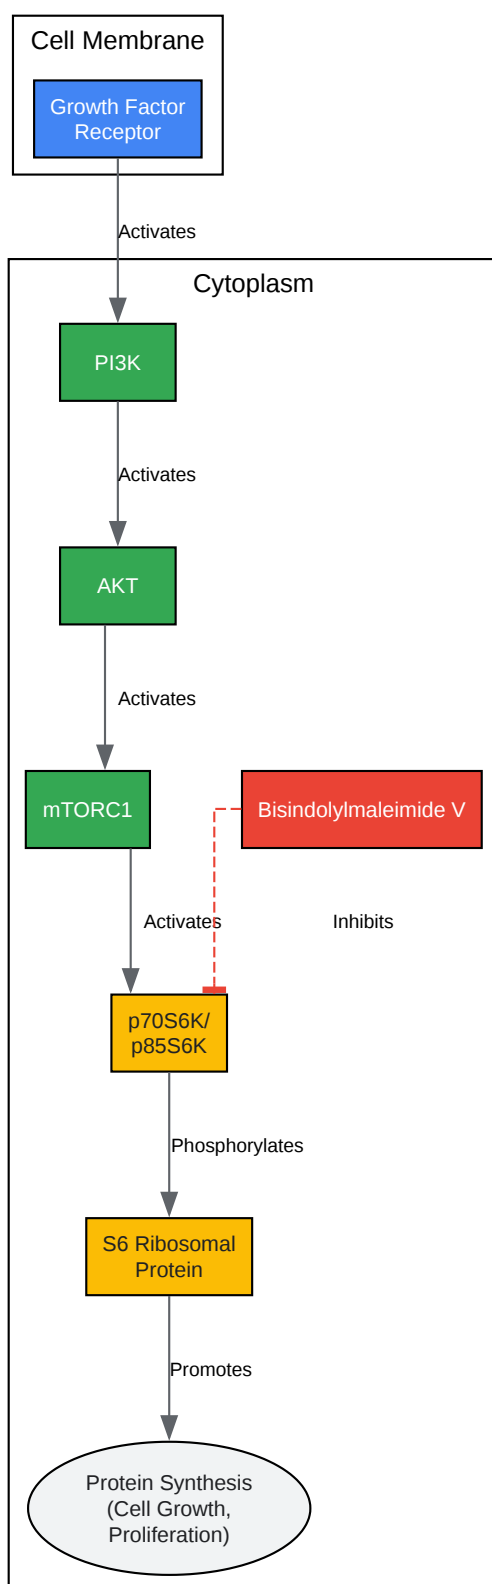 Cell Membrane
Growth Factor
Receptor
Activates
Cytoplasm
PI3K
Activates
AKT
Activates
mTORC1
Bisindolylmaleimide V
Activates
Inhibits
p70S6K/
p85S6K
Phosphorylates
S6 Ribosomal
Protein
Promotes
Protein Synthesis
(Cell Growth,
Proliferation)